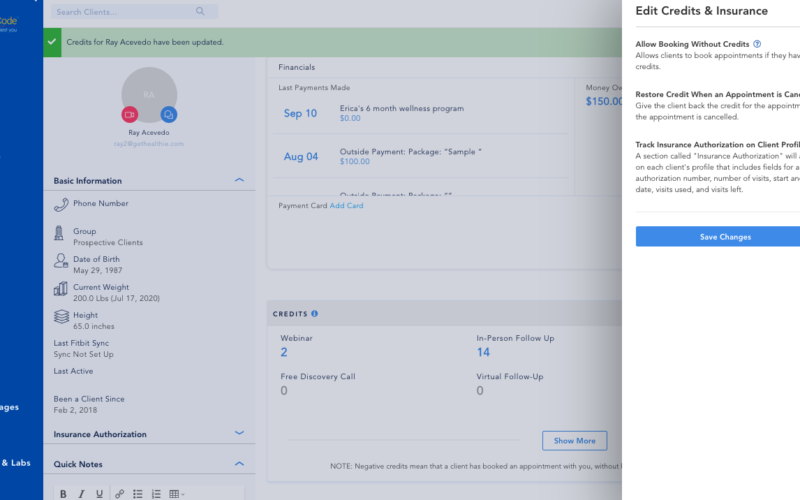 Code
Search Clients...
Credits for Ray Acevedo have been updated.
RA
Ray Acevedo
ray2@gethealthie.com
Basic Information
Phone Number
Group
Prospective Clients
Date of Birth
May 29, 1987
Current Weight
200.0 Lbs (Jul 17, 2020)
Height
65.0 inches
Last Fitbit Sync
Sync Not Set Up
Last Active
Been a Client Since
Feb 2, 2018
Insurance Authorization
Quick Notes
B I U
ages
& Labs
Financials
Last Payments Made
Sep 10
Erica's 6 month wellness program
$0.00
Aug 04
Outside Payment: Package: "Sample "
$100.00
Outside Payment: Package: ""
Money Ow
$150.00
Payment Card Add Card
CREDITS
Webinar
2
In-Person Follow Up
14
Free Discovery Call
0
Virtual Follow-Up
0
Show More
NOTE: Negative credits mean that a client has booked an appointment with you, without
Edit Credits & Insurance
Allow Booking Without Credits
Allows clients to book appointments if they hav
credits.
Restore Credit When an Appointment is Canc
Give the client back the credit for the appointm
the appointment is cancelled.
Track Insurance Authorization on Client Profil
A section called "Insurance Authorization" will a
on each client's profile that includes fields for a
authorization number, number of visits, start an
date, visits used, and visits left.
Save Changes